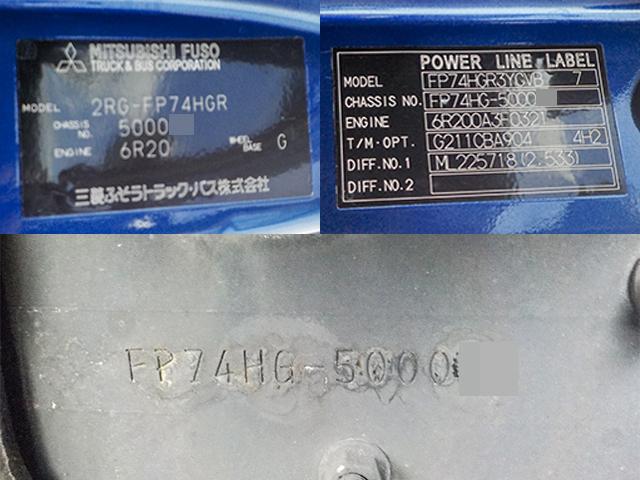 MITSUBISHI FUSO
TRUCK & BUS CORPORATION
MODEL 2RG-FP74HGR
CHASSIS NO. 5000
ENGINE 6R20 WHEEL BASE G
三菱ふそうトラック・バス株式会社
POWER LINE LABEL
MODEL FP74HGR3YGVB 7
CHASSIS NO. FP74HG-5000
ENGINE 6R200A3H0321
T/M・OPT. G211CBA904 4H2
DIFF.NO.1 ML225718(2.533)
DIFF.NO.2
FP74HG-5000